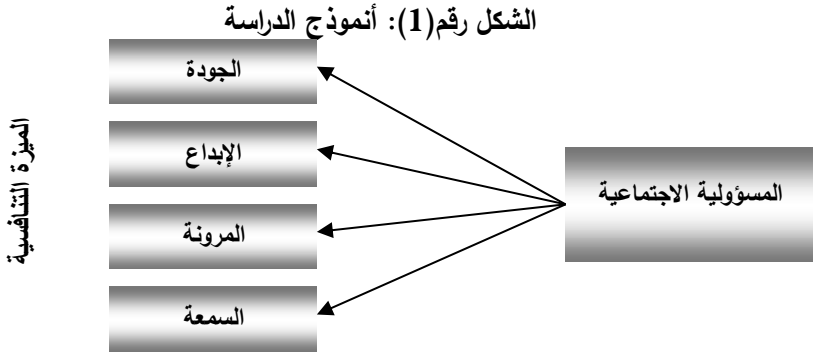 الشكل رقم(1): أنموذج الدراسة
المسؤولية الاجتماعية
الجودة
الإبداع
المرونة
السمعة
الميزة التنافسية